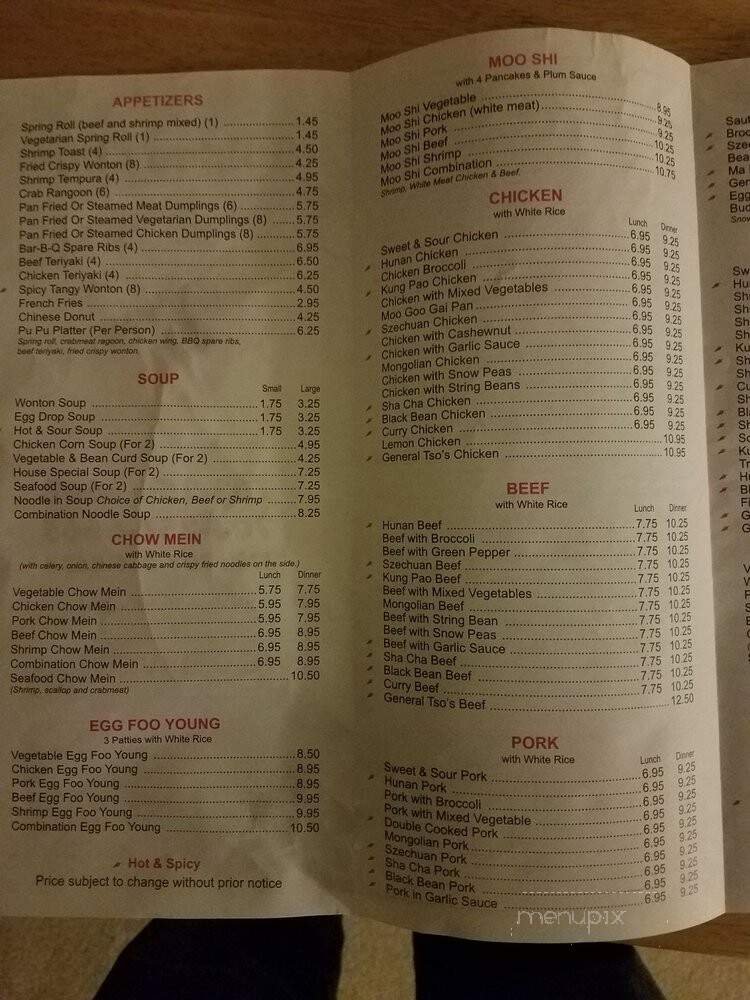 APPETIZERS
Spring Roll (beef and shrimp mixed) (1) 1.45
Vegetarian Spring Roll (1) 1.45
Shrimp Toast (4) 4.50
Fried Crispy Wonton (8) 4.25
Shrimp Tempura (4) 4.95
Crab Rangoon (6) 4.75
Pan Fried Or Steamed Meat Dumplings (6) 5.75
Pan Fried Or Steamed Vegetarian Dumplings (8) 5.75
Pan Fried Or Steamed Chicken Dumplings (8) 5.75
Bar-B-Q Spare Ribs (4) 6.95
Beef Teriyaki (4) 6.50
Chicken Teriyaki (4) 6.25
Spicy Tangy Wonton (8) 4.50
French Fries 2.95
Chinese Donut 4.25
Pu Pu Platter (Per Person) 6.25
Spring roll, crabmeat ragoon, chicken wing, BBQ spare ribs,
beef teriyaki, fried crispy wonton.
SOUP
Small Large
Wonton Soup 1.75 3.25
Egg Drop Soup 1.75 3.25
Hot & Sour Soup 1.75 3.25
Chicken Corn Soup (For 2) 4.95
Vegetable & Bean Curd Soup (For 2) 4.25
House Special Soup (For 2) 7.25
Seafood Soup (For 2) 7.25
Noodle in Soup Choice of Chicken, Beef or Shrimp 7.95
Combination Noodle Soup 8.25
CHOW MEIN
with White Rice
(with celery, onion, chinese cabbage and crispy fried noodles on the side.)
Lunch Dinner
Vegetable Chow Mein 5.75 7.75
Chicken Chow Mein 5.95 7.95
Pork Chow Mein 5.95 7.95
Beef Chow Mein 6.95 8.95
Shrimp Chow Mein 6.95 8.95
Combination Chow Mein 6.95 8.95
Seafood Chow Mein 10.50
(Shrimp, scallop and crabmeat)
EGG FOO YOUNG
3 Patties with White Rice
Vegetable Egg Foo Young 8.50
Chicken Egg Foo Young 8.95
Pork Egg Foo Young 8.95
Beef Egg Foo Young 9.95
Shrimp Egg Foo Young 9.95
Combination Egg Foo Young 10.50
Hot & Spicy
Price subject to change without prior notice
MOO SHI
with 4 Pancakes & Plum Sauce
Moo Shi Vegetable 8.95
Moo Shi Chicken (white meat) 9.25
Moo Shi Pork 9.25
Moo Shi Beef 10.25
Moo Shi Shrimp 10.25
Moo Shi Combination 10.75
Shrimp, White Meat Chicken & Beef.
CHICKEN
with White Rice
Lunch Dinner
Sweet & Sour Chicken 6.95 9.25
Hunan Chicken 6.95 9.25
Chicken Broccoli 6.95 9.25
Kung Pao Chicken 6.95 9.25
Chicken with Mixed Vegetables 6.95 9.25
Moo Goo Gai Pan 6.95 9.25
Szechuan Chicken 6.95 9.25
Chicken with Cashewnut 6.95 9.25
Chicken with Garlic Sauce 6.95 9.25
Mongolian Chicken 6.95 9.25
Chicken with Snow Peas 6.95 9.25
Chicken with String Beans 6.95 9.25
Sha Cha Chicken 6.95 9.25
Black Bean Chicken 6.95 9.25
Curry Chicken 6.95 9.25
Lemon Chicken 10.95
General Tso's Chicken 10.95
BEEF
with White Rice
Lunch Dinner
Hunan Beef 7.75 10.25
Beef with Broccoli 7.75 10.25
Beef with Green Pepper 7.75 10.25
Szechuan Beef 7.75 10.25
Kung Pao Beef 7.75 10.25
Beef with Mixed Vegetables 7.75 10.25
Mongolian Beef 7.75 10.25
Beef with String Bean 7.75 10.25
Beef with Snow Peas 7.75 10.25
Beef with Garlic Sauce 7.75 10.25
Sha Cha Beef 7.75 10.25
Black Bean Beef 7.75 10.25
Curry Beef 7.75 10.25
General Tso's Beef 12.50
PORK
with White Rice
Lunch Dinner
Sweet & Sour Pork 6.95 9.25
Hunan Pork 6.95 9.25
Pork with Broccoli 6.95 9.25
Pork with Mixed Vegetable 6.95 9.25
Double Cooked Pork 6.95 9.25
Mongolian Pork 6.95 9.25
Szechuan Pork 6.95 9.25
Sha Cha Pork 6.95 9.25
Black Bean Pork 6.95 9.25
Pork in Garlic Sauce 6.95 9.25
menupix